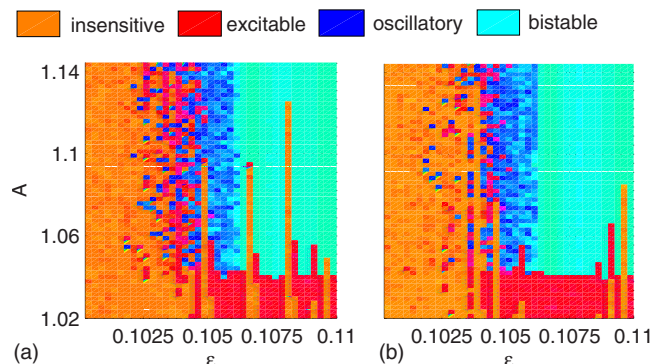 insensitive excitable oscillatory bistable
1.14
1.1
1.06
1.02
A
0.1025 0.105 0.1075 0.11
0.1025 0.105 0.1075 0.11
(a) ε (b) ε